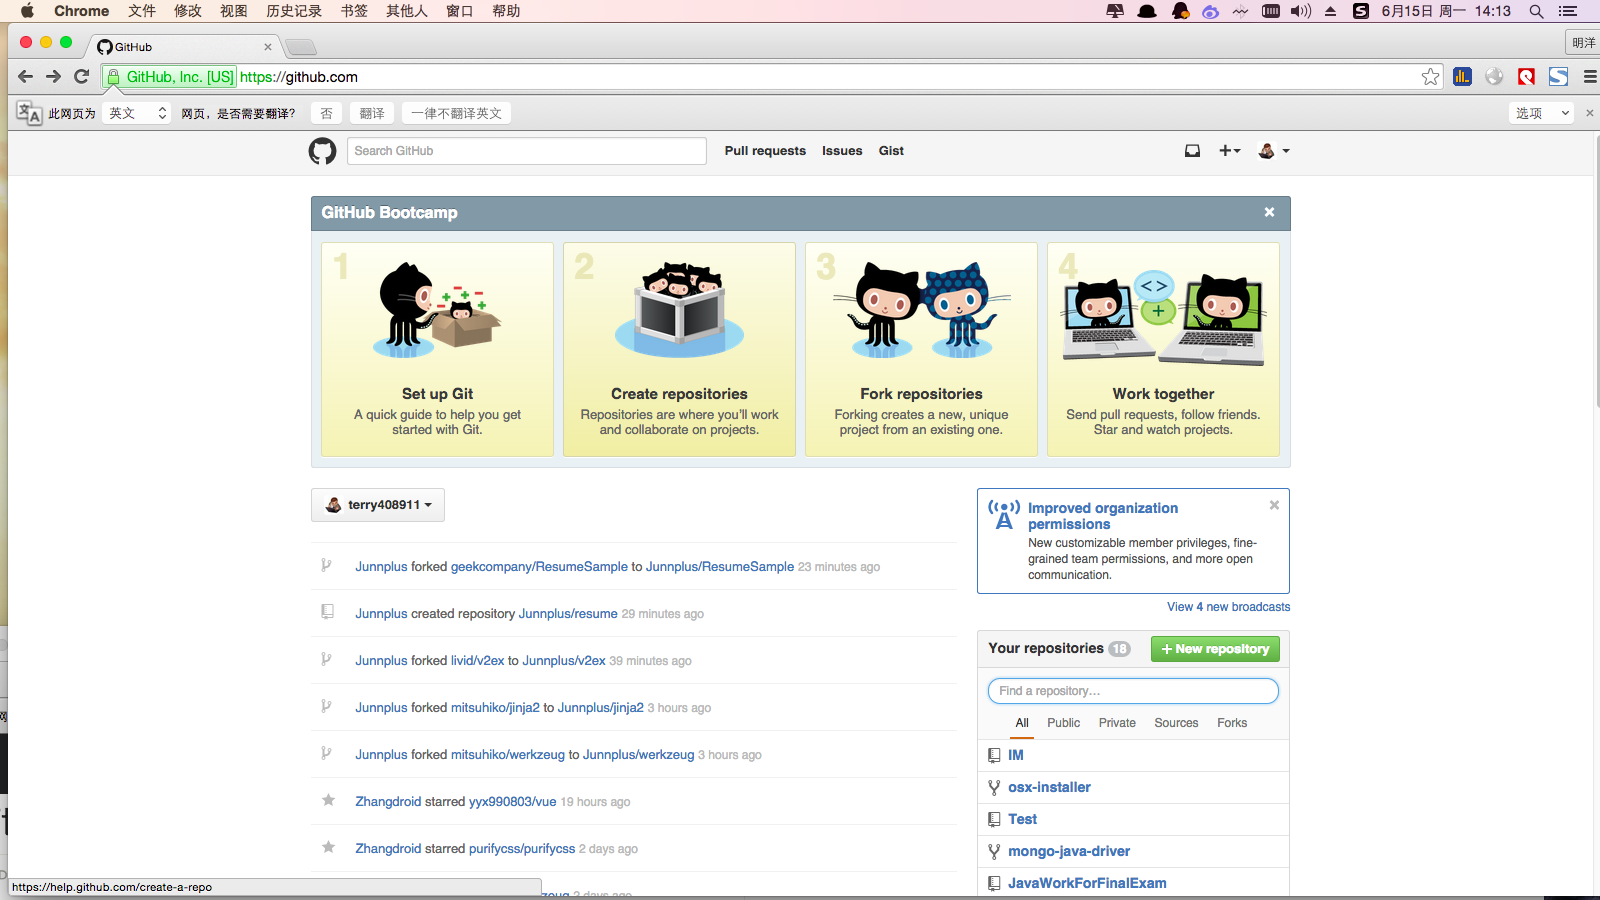 Chrome 文件 修改 视图 历史记录 书签 其他人 窗口 帮助 6月15日 周一 14:13
GitHub 明洋
GitHub, Inc. [US] https://github.com
此网页为 英文 网页，是否需要翻译? 否 翻译 一律不翻译英文 选项
Search GitHub Pull requests Issues Gist
GitHub Bootcamp
1 2 3 4
Set up Git
A quick guide to help you get
started with Git.
Create repositories
Repositories are where you'll work
and collaborate on projects.
Fork repositories
Forking creates a new, unique
project from an existing one.
Work together
Send pull requests, follow friends.
Star and watch projects.
terry408911
Junnplus forked geekcompany/ResumeSample to Junnplus/ResumeSample 23 minutes ago
Junnplus created repository Junnplus/resume 29 minutes ago
Junnplus forked livid/v2ex to Junnplus/v2ex 39 minutes ago
Junnplus forked mitsuhiko/jinja2 to Junnplus/jinja2 3 hours ago
Junnplus forked mitsuhiko/werkzeug to Junnplus/werkzeug 3 hours ago
Zhangdroid starred yyx990803/vue 19 hours ago
Zhangdroid starred purifycss/purifycss 2 days ago
2 days ago
Improved organization
permissions
New customizable member privileges, fine-
grained team permissions, and more open
communication.
View 4 new broadcasts
Your repositories 18 + New repository
Find a repository...
All Public Private Sources Forks
IM
osx-installer
Test
mongo-java-driver
JavaWorkForFinalExam
https://help.github.com/create-a-repo